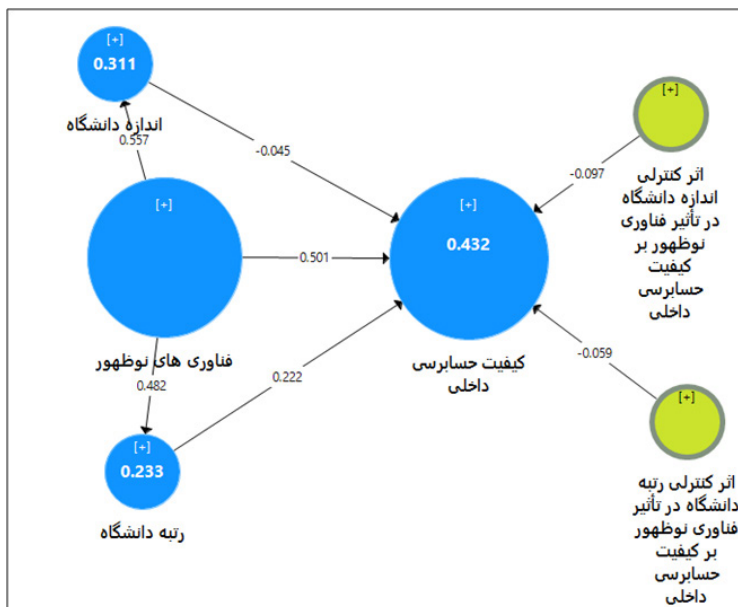 [+]
0.311
اندازه دانشگاه
0.557
-0.045
[+]
اثر کنترلی
اندازه دانشگاه
در تأثیر فناوری
نوظهور بر
کیفیت
حسابرسی
داخلی
-0.097
[+]
فناوری های نوظهور
0.501
[+]
0.432
کیفیت حسابرسی
داخلی
0.482
0.222
-0.059
[+]
0.233
رتبه دانشگاه
[+]
اثر کنترلی رتبه
دانشگاه در تأثیر
فناوری نوظهور
بر کیفیت
حسابرسی
داخلی